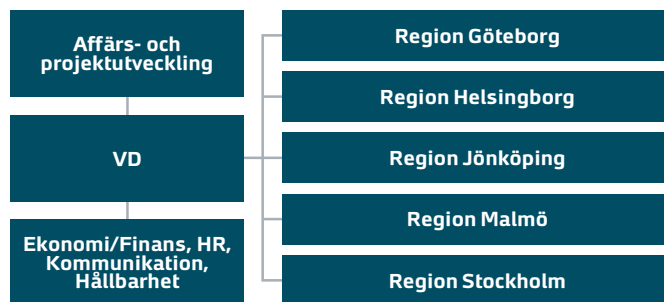 Affärs- och
projektutveckling
VD
Ekonomi/Finans, HR,
Kommunikation,
Hållbarhet
Region Göteborg
Region Helsingborg
Region Jönköping
Region Malmö
Region Stockholm